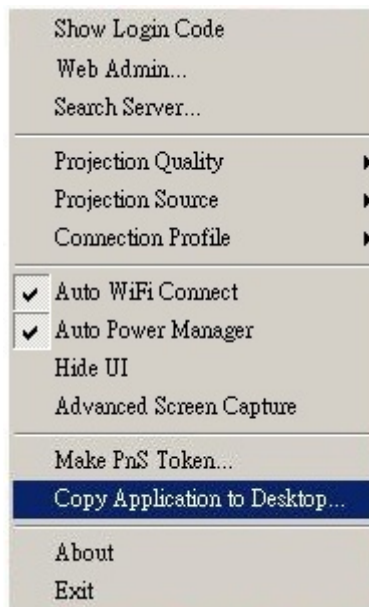 Show Login Code
Web Admin...
Search Server...
Projection Quality
Projection Source
Connection Profile
Auto WiFi Connect
Auto Power Manager
Hide UI
Advanced Screen Capture
Make PnS Token...
Copy Application to Desktop...
About
Exit